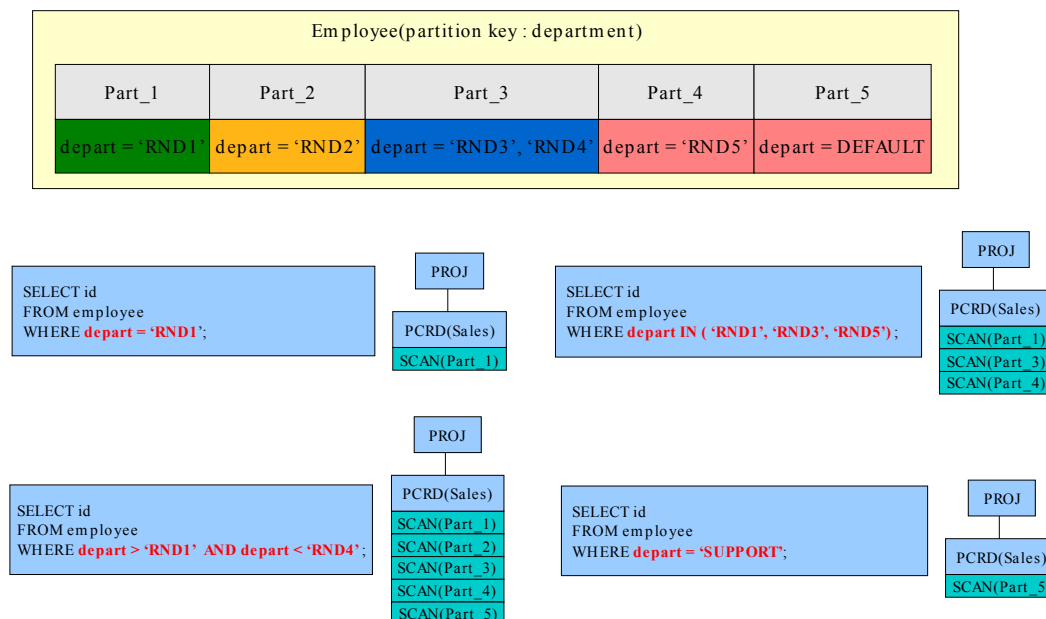 Employee(partition key : department)
Part_1 Part_2 Part_3 Part_4 Part_5
depart = ‘RND1’ depart = ‘RND2’ depart = ‘RND3’, ‘RND4’ depart = ‘RND5’ depart = DEFAULT
SELECT id
FROM employee
WHERE depart = ‘RND1’;
PROJ
PCRD(Sales)
SCAN(Part_1)
SELECT id
FROM employee
WHERE depart IN ( ‘RND1’, ‘RND3’, ‘RND5’) ;
PROJ
PCRD(Sales)
SCAN(Part_1)
SCAN(Part_3)
SCAN(Part_4)
SELECT id
FROM employee
WHERE depart > ‘RND1’ AND depart < ‘RND4’ ;
PROJ
PCRD(Sales)
SCAN(Part_1)
SCAN(Part_2)
SCAN(Part_3)
SCAN(Part_4)
SCAN(Part_5)
SELECT id
FROM employee
WHERE depart = ‘SUPPORT’;
PROJ
PCRD(Sales)
SCAN(Part_5